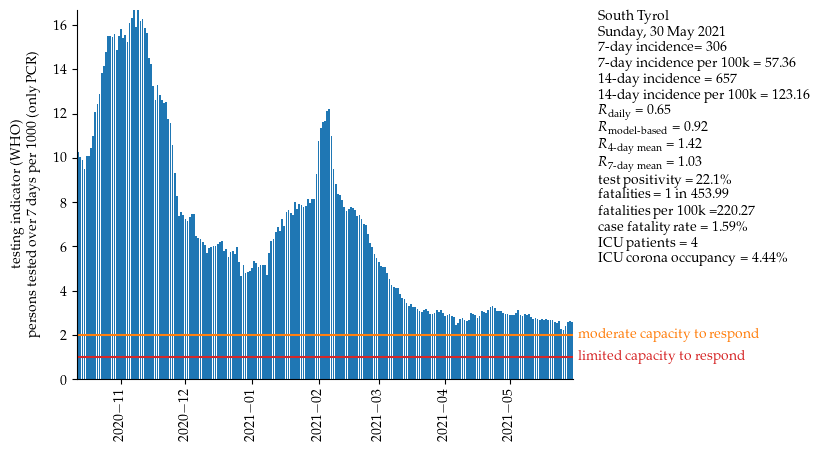 testing indicator (WHO)
persons tested over 7 days per 1000 (only PCR)
16
14
12
10
8
6
4
2
0
2020−11
2020−12
2021−01
2021−02
2021−03
2021−04
2021−05
moderate capacity to respond
limited capacity to respond
South Tyrol
Sunday, 30 May 2021
7-day incidence= 306
7-day incidence per 100k = 57.36
14-day incidence = 657
14-day incidence per 100k = 123.16
R daily = 0.65
R model-based = 0.92
R 4-day mean = 1.42
R 7-day mean = 1.03
test positivity = 22.1%
fatalities = 1 in 453.99
fatalities per 100k =220.27
case fatality rate = 1.59%
ICU patients = 4
ICU corona occupancy = 4.44%